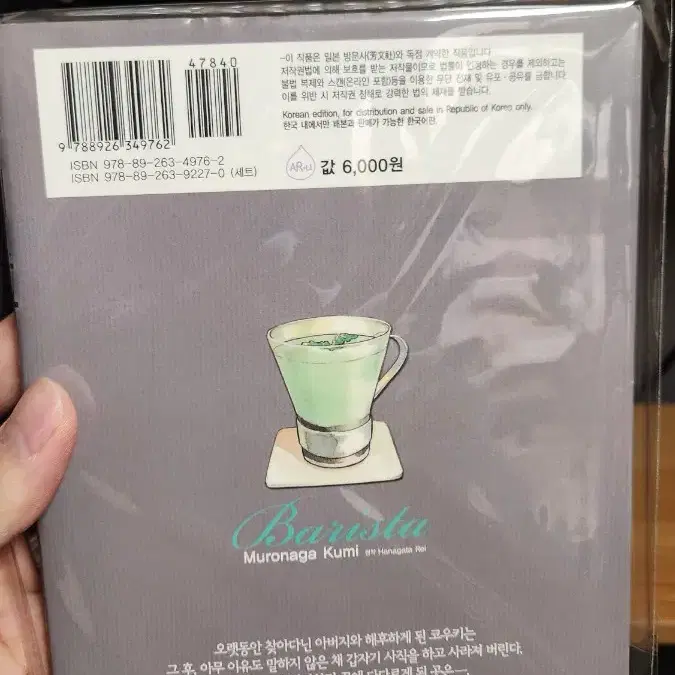 47840
9 788926 349762
ISBN 978-89-263-4976-2
ISBN 978-89-263-9227-0 (세트)
-이 작품은 일본 방문사(芳文社)와 독점 계약한 작품입니다.
저작권법에 의해 보호를 받는 저작물이므로 법률이 인정하는 경우를 제외하고는
불법 복제와 스캔(온라인 포함)등을 이용한 무단 전재 및 유포·공유를 금합니다.
이를 위반 시 저작권 침해로 강력한 법의 제재를 받습니다.
Korean edition, for distribution and sale in Republic of Korea only.
한국 내에서만 배본과 판매가 가능한 한국어판.
값 6,000원
Barista
Muronaga Kumi
Hanagata Rei
오랫동안 찾아다닌 아버지와 해후하게 된 코우키는
그 후, 아무 이유도 말하지 않은 채 갑자기 사직을 하고 사라져 버린다.
끝에 다다르게 된 곳은—.